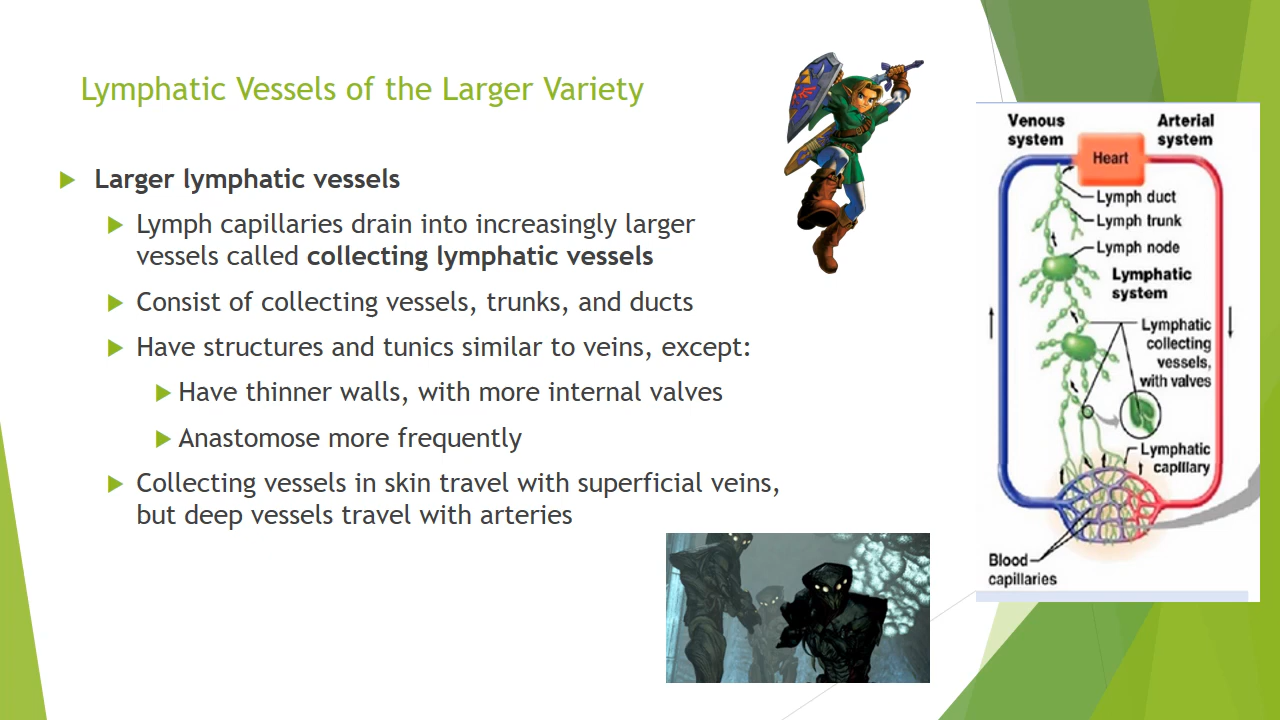 Lymphatic Vessels of the Larger Variety
Larger lymphatic vessels
Lymph capillaries drain into increasingly larger
vessels called collecting lymphatic vessels
Consist of collecting vessels, trunks, and ducts
Have structures and tunics similar to veins, except:
Have thinner walls, with more internal valves
Anastomose more frequently
Collecting vessels in skin travel with superficial veins,
but deep vessels travel with arteries
Venous
system
Arterial
system
Heart
Lymph duct
Lymph trunk
Lymph node
Lymphatic
system
Lymphatic
collecting
vessels,
with valves
Lymphatic
capillary
Blood
capillaries